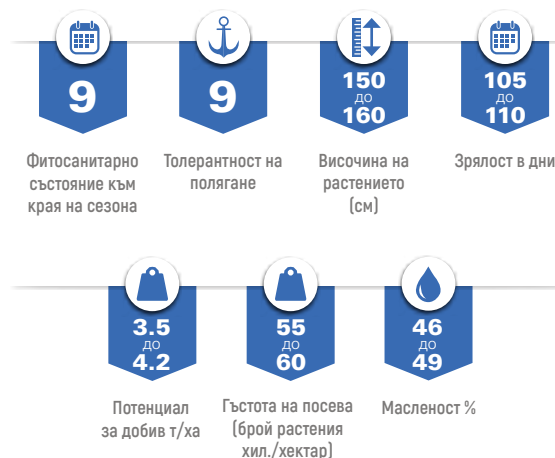 9
Фитосанитарно
състояние към
края на сезона
9
Толерантност на
полягане
150
ДО
160
Височина на
растението
(см)
105
ДО
110
Зрялост в дни
3.5
ДО
4.2
Потенциал
за добив т/ха
55
ДО
60
Гъстота на посева
(брой растения
хил./хектар)
46
ДО
49
Масленост %